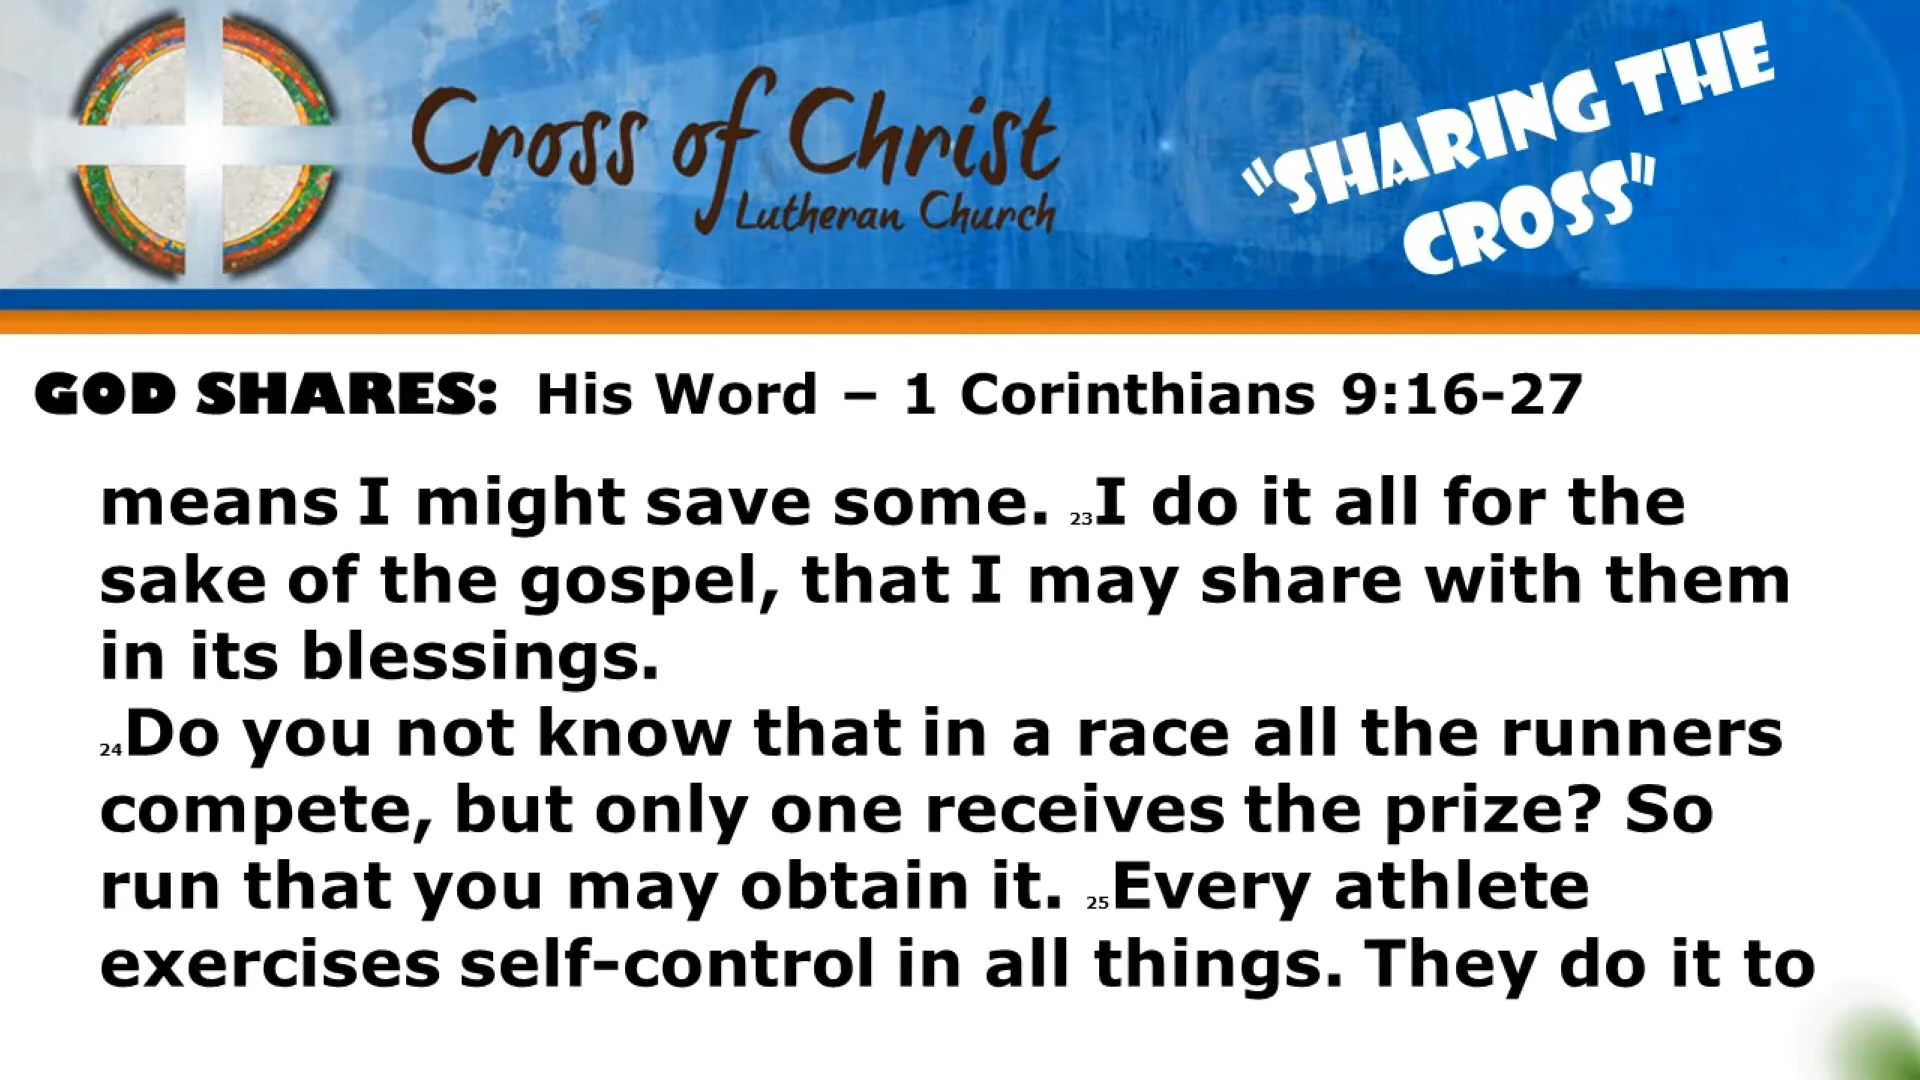 Cross of Christ
Lutheran Church
"SHARING THE
CROSS"
GOD SHARES: His Word – 1 Corinthians 9:16-27
means I might save some. 23I do it all for the
sake of the gospel, that I may share with them
in its blessings.
24Do you not know that in a race all the runners
compete, but only one receives the prize? So
run that you may obtain it. 25Every athlete
exercises self-control in all things. They do it to